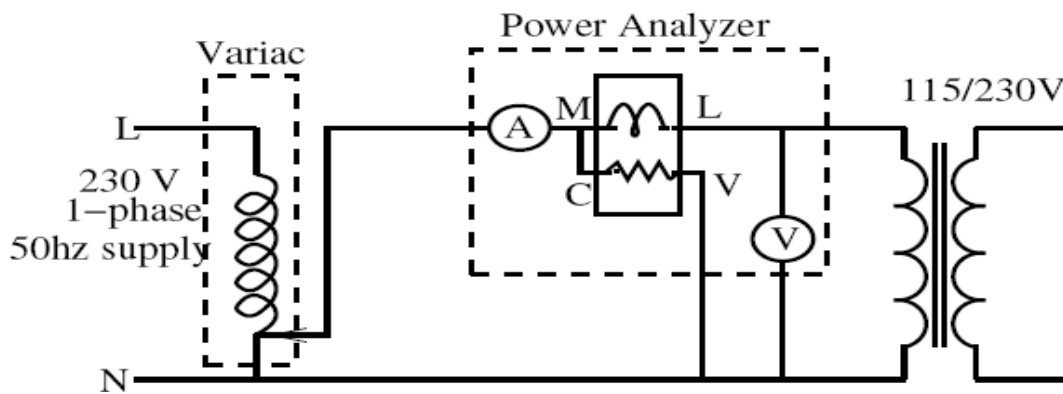 Power Analyzer
Variac
115/230V
M
L
L
A
230 V
1-phase
50hz supply
C
V
V
N